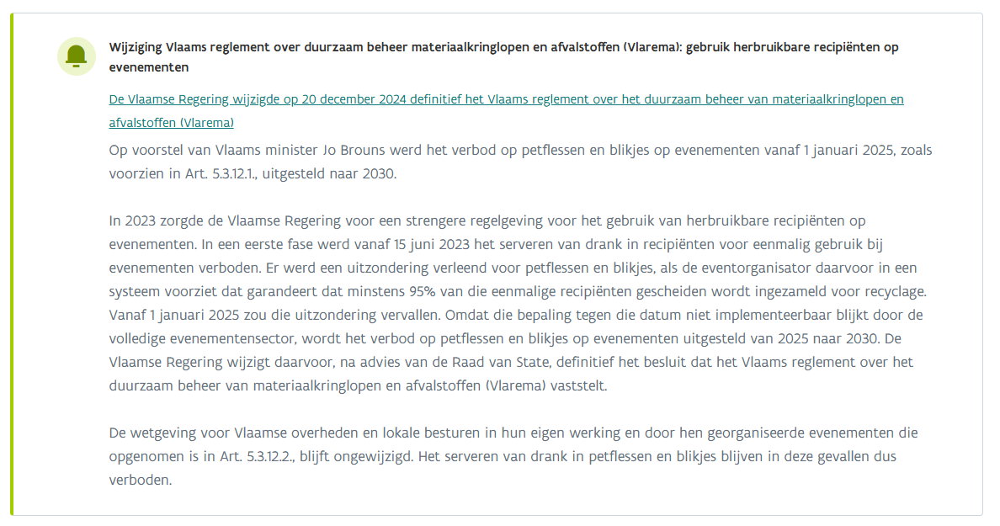 Wijziging Vlaams reglement over duurzaam beheer materiaalkringlopen en afvalstoffen (Vlarema): gebruik herbruikbare recipiënten op
evenementen
De Vlaamse Regering wijzigde op 20 december 2024 definitief het Vlaams reglement over het duurzaam beheer van materiaalkringlopen en
afvalstoffen (Vlarema)
Op voorstel van Vlaams minister Jo Brouns werd het verbod op petflessen en blikjes op evenementen vanaf 1 januari 2025, zoals
voorzien in Art. 5.3.12.1., uitgesteld naar 2030.
In 2023 zorgde de Vlaamse Regering voor een strengere regelgeving voor het gebruik van herbruikbare recipiënten op
evenementen. In een eerste fase werd vanaf 15 juni 2023 het serveren van drank in recipiënten voor eenmalig gebruik bij
evenementen verboden. Er werd een uitzondering verleend voor petflessen en blikjes, als de eventorganisator daarvoor in een
systeem voorziet dat garandeert dat minstens 95% van die eenmalige recipiënten gescheiden wordt ingezameld voor recyclage.
Vanaf 1 januari 2025 zou die uitzondering vervallen. Omdat die bepaling tegen die datum niet implementeerbaar blijkt door de
volledige evenementensector, wordt het verbod op petflessen en blikjes op evenementen uitgesteld van 2025 naar 2030. De
Vlaamse Regering wijzigt daarvoor, na advies van de Raad van State, definitief het besluit dat het Vlaams reglement over het
duurzaam beheer van materiaalkringlopen en afvalstoffen (Vlarema) vaststelt.
De wetgeving voor Vlaamse overheden en lokale besturen in hun eigen werking en door hen georganiseerde evenementen die
opgenomen is in Art. 5.3.12.2., blijft ongewijzigd. Het serveren van drank in petflessen en blikjes blijven in deze gevallen dus
verboden.